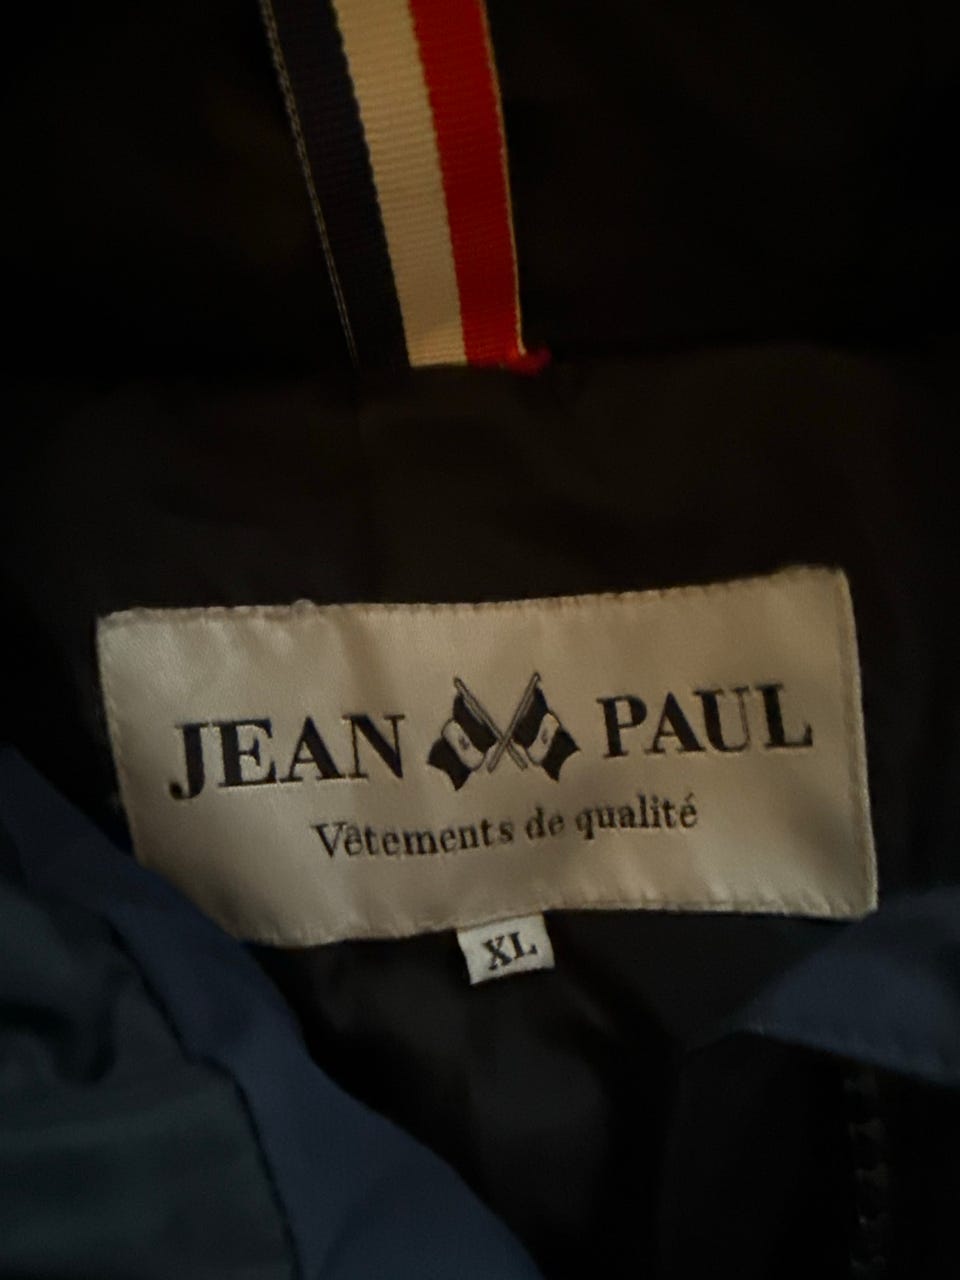 JEAN PAUL
Vêtements de qualité
XL